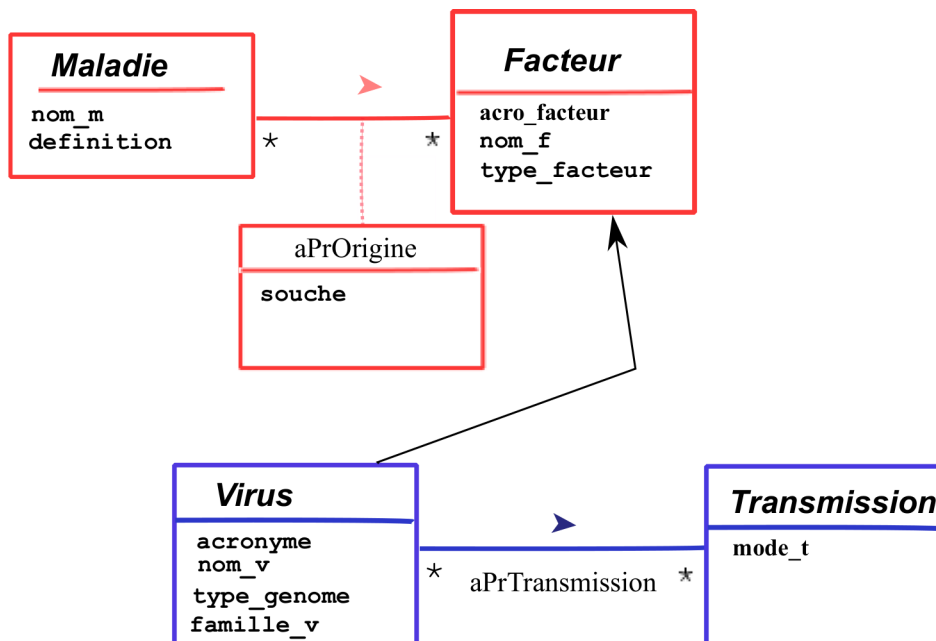 Maladie
nom_m
definition
*
*
Facteur
acro_facteur
nom_f
type_facteur
aPrOrigine
souche
Virus
acronyme
nom_v
type_genome
famille_v
*
aPrTransmission
*
Transmission
mode_t